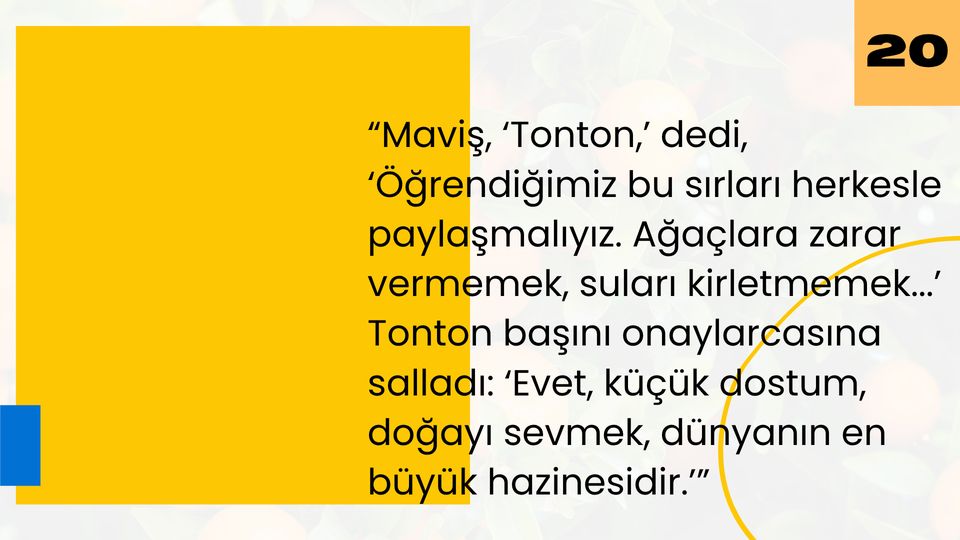 20
“Maviş, ‘Tonton,’ dedi,
‘Öğrendiğimiz bu sırları herkesle
paylaşmalıyız. Ağaçlara zarar
vermemek, suları kirletmemek...’
Tonton başını onaylarcasına
salladı: ‘Evet, küçük dostum,
doğayı sevmek, dünyanın en
büyük hazinesidir.’”